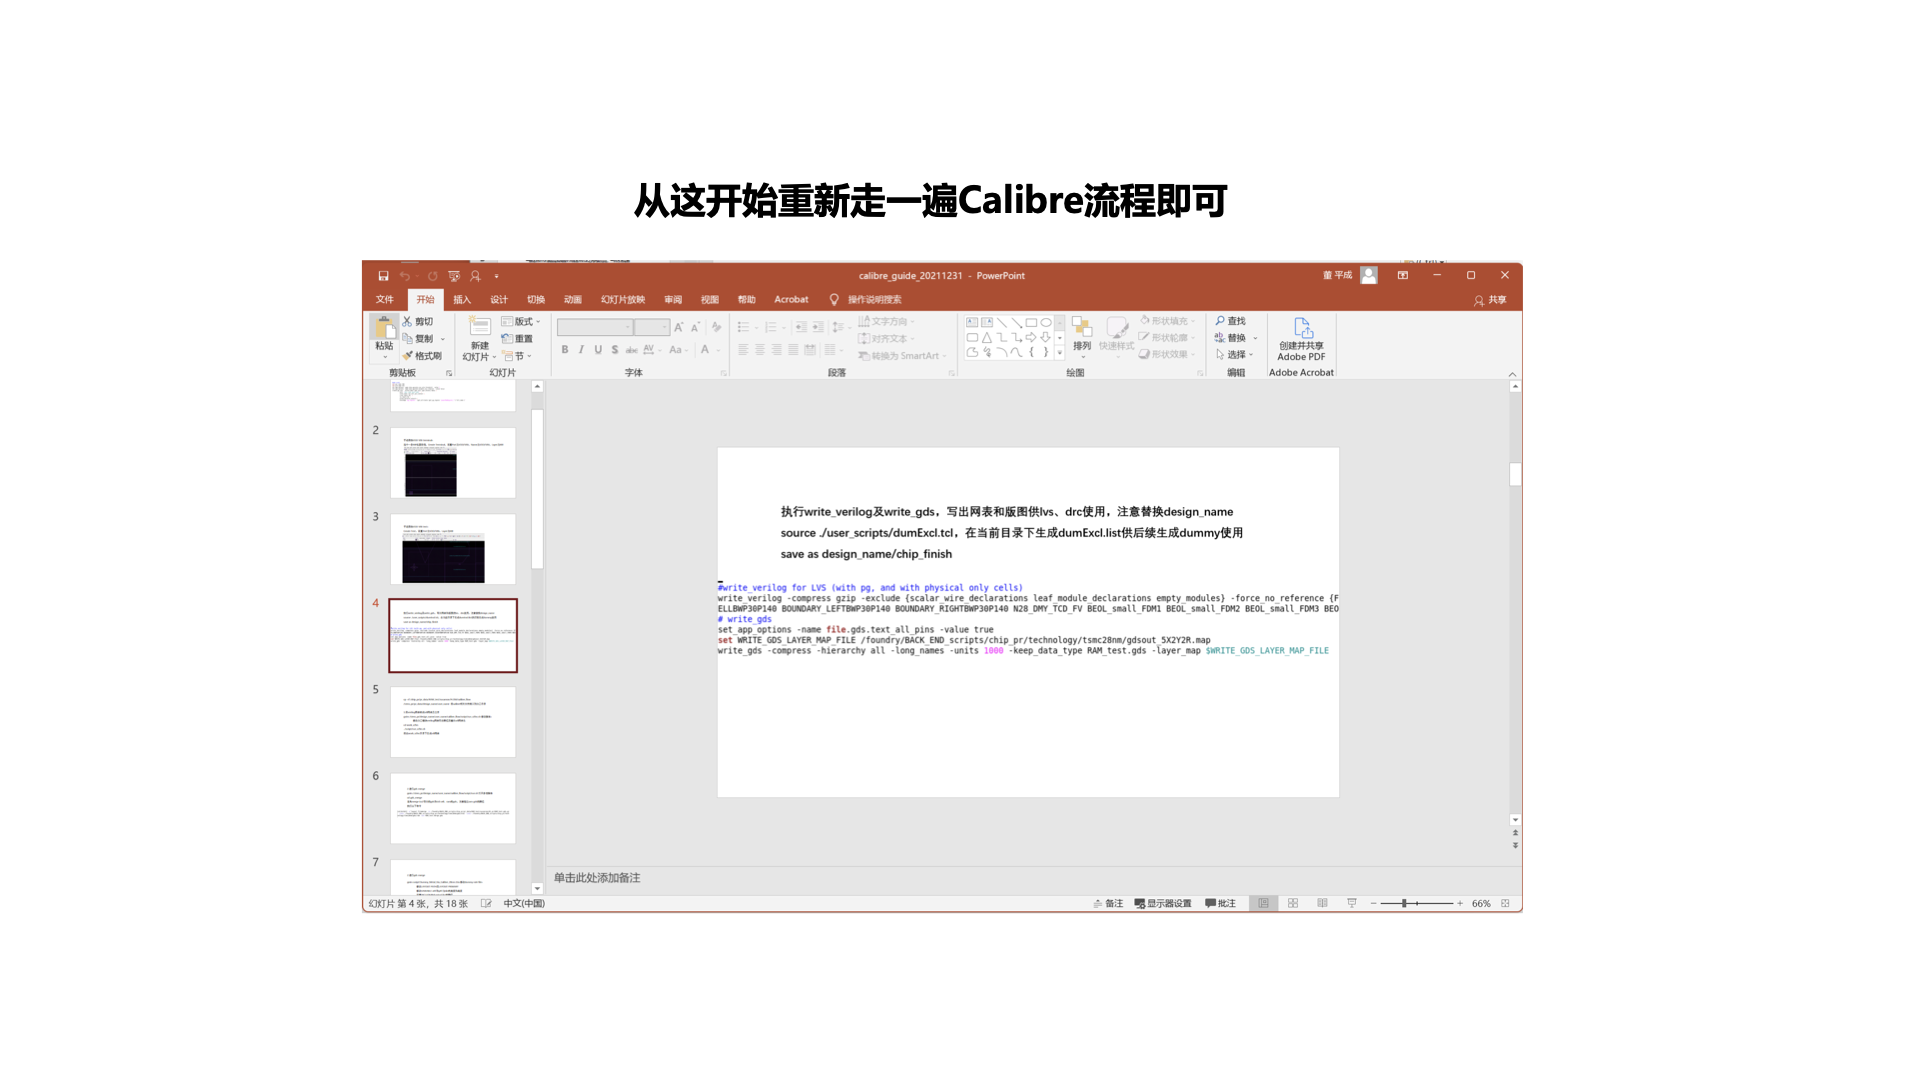 从这开始重新走一遍Calibre流程即可
calibre_guide_20211231 - PowerPoint
董 平成
文件 开始 插入 设计 切换 动画 幻灯片放映 审阅 视图 帮助 Acrobat 操作说明搜索
共享
粘贴
剪切
复制
格式刷
剪贴板
新建
幻灯片
版式
重置
节
幻灯片
B I U S abc AV Aa A
字体
文字方向
对齐文本
转换为 SmartArt
段落
排列
快速样式
形状填充
形状轮廓
形状效果
绘图
查找
替换
选择
编辑
创建并共享
Adobe PDF
Adobe Acrobat
2
3
4
5
6
7
执行write_verilog及write_gds，写出网表和版图供lvs、drc使用，注意替换design_name
source ./user_scripts/dumExcl.tcl，在当前目录下生成dumExcl.list供后续生成dummy使用
save as design_name/chip_finish
#write_verilog for LVS (with pg, and with physical only cells)
write_verilog -compress gzip -exclude {scalar_wire_declarations leaf_module_declarations empty_modules} -force_no_reference {F
ELLBWP30P140 BOUNDARY_LEFTBWP30P140 BOUNDARY_RIGHTBWP30P140 N28_DMY_TCD_FV BEOL_small_FDM1 BEOL_small_FDM2 BEOL_small_FDM3 BEO
# write_gds
set_app_options -name file.gds.text_all_pins -value true
set WRITE_GDS_LAYER_MAP_FILE /foundry/BACK_END_scripts/chip_pr/technology/tsmc28nm/gdsout_5X2Y2R.map
write_gds -compress -hierarchy all -long_names -units 1000 -keep_data_type RAM_test.gds -layer_map $WRITE_GDS_LAYER_MAP_FILE
单击此处添加备注
幻灯片 第 4 张，共 18 张 中文(中国)
备注 显示器设置 批注 66%